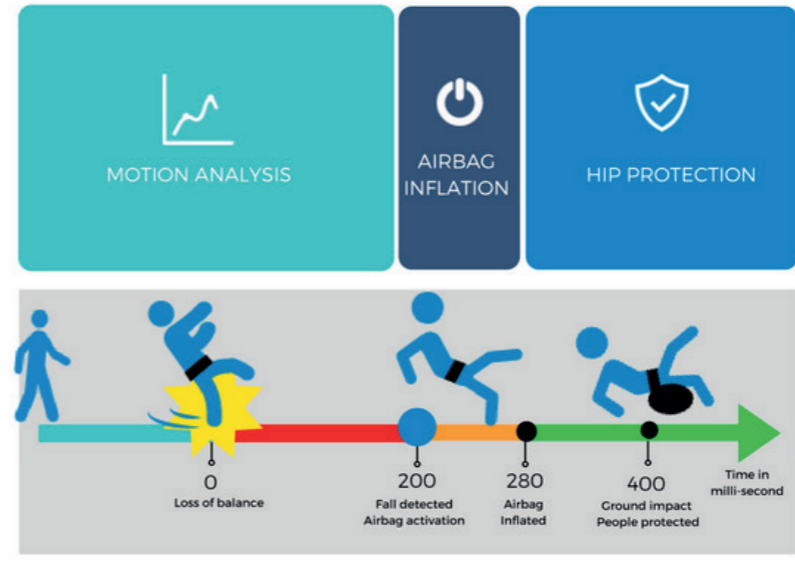 MOTION ANALYSIS
AIRBAG
INFLATION
HIP PROTECTION
0
Loss of balance
200
Fall detected
Airbag activation
280
Airbag
Inflated
400
Ground impact
People protected
Time in
milli-second